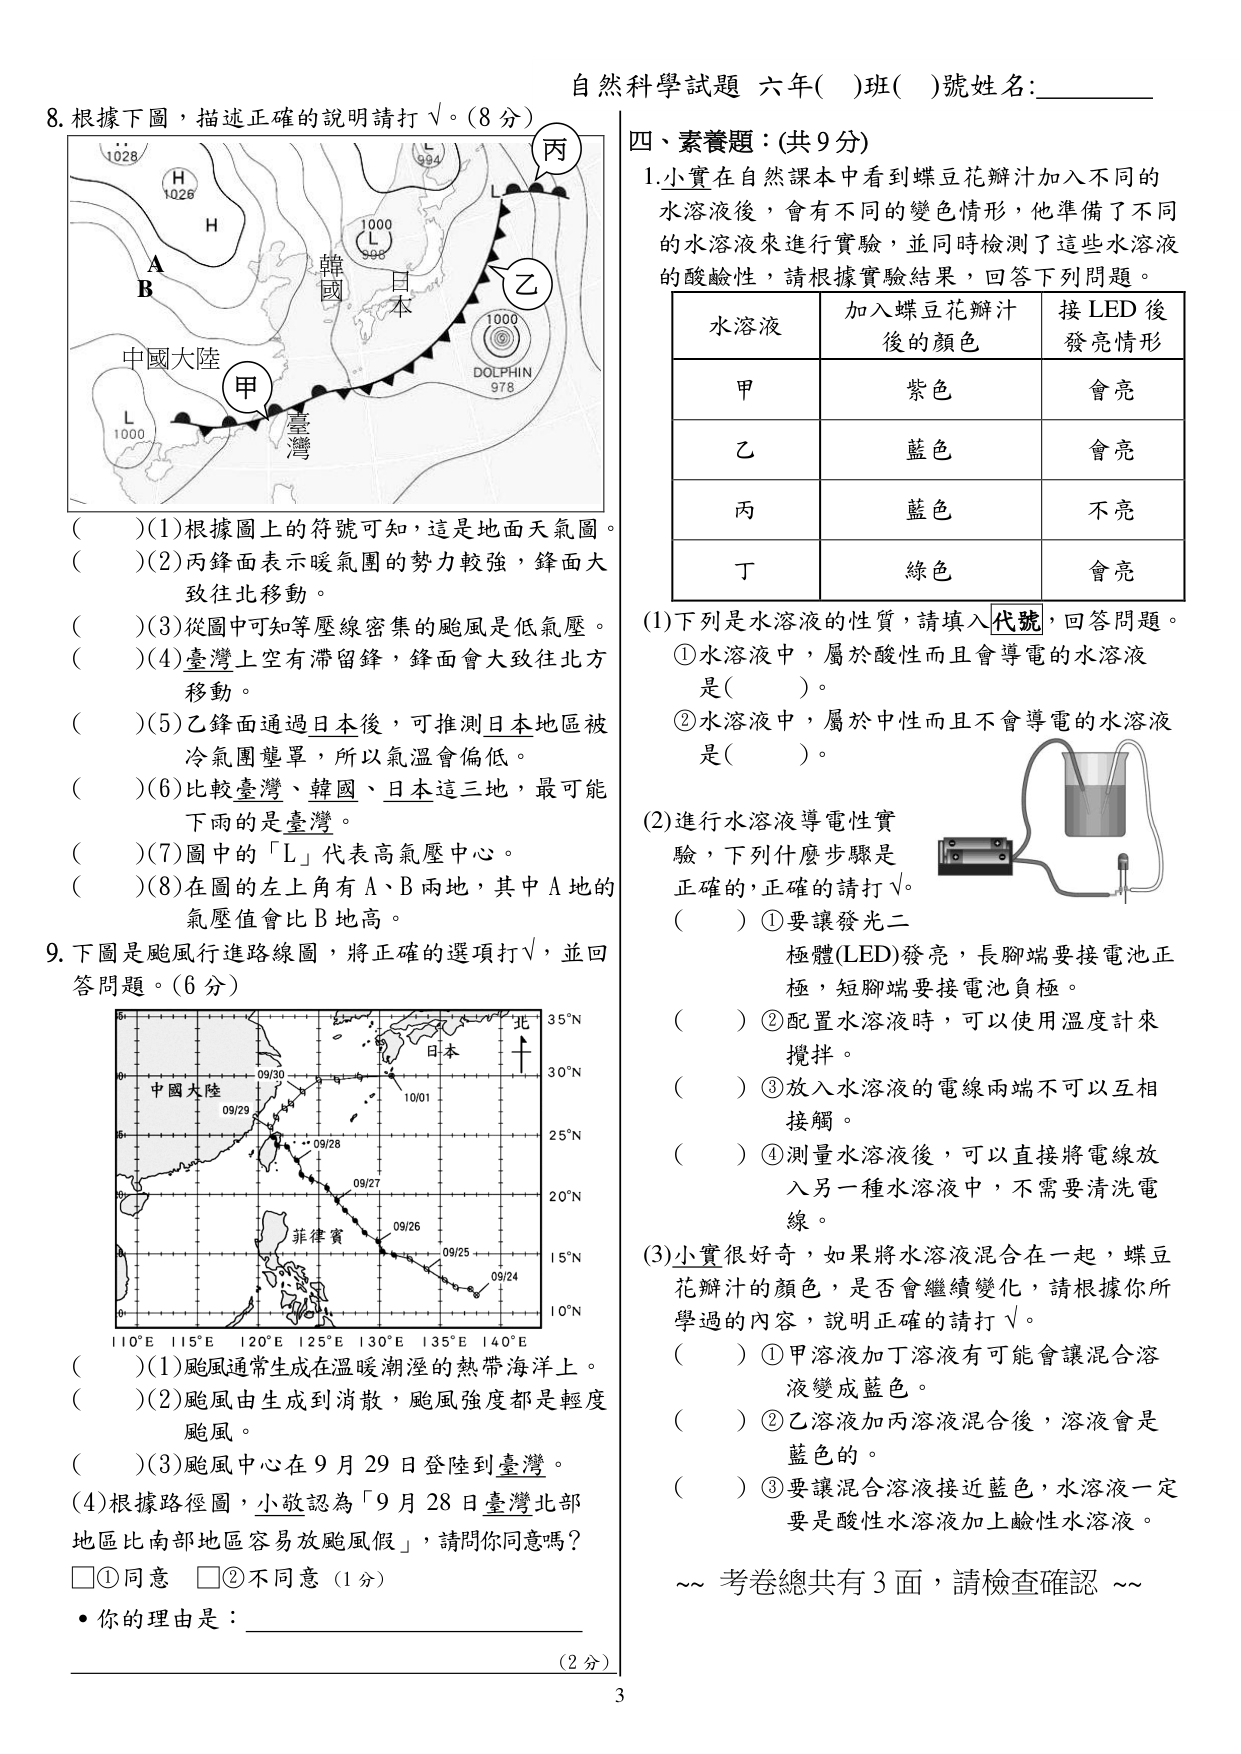 自然科學試題 六年( )班( )號姓名:________
8. 根據下圖，描述正確的說明請打 √。(8 分)
H
1028
H
1026
H
L
994
丙
L
1000
L
998
韓國
日本
乙
A
B
1000
DOLPHIN
978
中國大陸
甲
L
1000
臺灣
( )(1)根據圖上的符號可知，這是地面天氣圖。
( )(2)丙鋒面表示暖氣團的勢力較強，鋒面大
致往北移動。
( )(3)從圖中可知等壓線密集的颱風是低氣壓。
( )(4)臺灣上空有滯留鋒，鋒面會大致往北方
移動。
( )(5)乙鋒面通過日本後，可推測日本地區被
冷氣團壟罩，所以氣溫會偏低。
( )(6)比較臺灣、韓國、日本這三地，最可能
下雨的是臺灣。
( )(7)圖中的「L」代表高氣壓中心。
( )(8)在圖的左上角有 A、B 兩地，其中 A 地的
氣壓值會比 B 地高。
9. 下圖是颱風行進路線圖，將正確的選項打√，並回
答問題。(6 分)
北
35°N
日本
09/30
30°N
中國大陸
10/01
09/29
25°N
09/28
09/27
20°N
09/26
菲律賓
09/25
15°N
09/24
10°N
110°E 115°E 120°E 125°E 130°E 135°E 140°E
( )(1)颱風通常生成在溫暖潮溼的熱帶海洋上。
( )(2)颱風由生成到消散，颱風強度都是輕度
颱風。
( )(3)颱風中心在 9 月 29 日登陸到臺灣。
(4)根據路徑圖，小敬認為「9 月 28 日臺灣北部
地區比南部地區容易放颱風假」，請問你同意嗎?
□①同意 □②不同意 (1 分)
• 你的理由是：________
(2 分)
四、素養題：(共 9 分)
1.小實在自然課本中看到蝶豆花瓣汁加入不同的
水溶液後，會有不同的變色情形，他準備了不同
的水溶液來進行實驗，並同時檢測了這些水溶液
的酸鹼性，請根據實驗結果，回答下列問題。
水溶液 加入蝶豆花瓣汁後的顏色 接 LED 後發亮情形
甲 紫色 會亮
乙 藍色 會亮
丙 藍色 不亮
丁 綠色 會亮
(1)下列是水溶液的性質，請填入代號，回答問題。
①水溶液中，屬於酸性而且會導電的水溶液
是( )。
②水溶液中，屬於中性而且不會導電的水溶液
是( )。
(2)進行水溶液導電性實
驗，下列什麼步驟是
正確的，正確的請打 √。
( ) ①要讓發光二
極體(LED)發亮，長腳端要接電池正
極，短腳端要接電池負極。
( ) ②配置水溶液時，可以使用溫度計來
攪拌。
( ) ③放入水溶液的電線兩端不可以互相
接觸。
( ) ④測量水溶液後，可以直接將電線放
入另一種水溶液中，不需要清洗電
線。
(3)小實很好奇，如果將水溶液混合在一起，蝶豆
花瓣汁的顏色，是否會繼續變化，請根據你所
學過的內容，說明正確的請打 √。
( ) ①甲溶液加丁溶液有可能會讓混合溶
液變成藍色。
( ) ②乙溶液加丙溶液混合後，溶液會是
藍色的。
( ) ③要讓混合溶液接近藍色，水溶液一定
要是酸性水溶液加上鹼性水溶液。
~~ 考卷總共有 3 面，請檢查確認 ~~
3